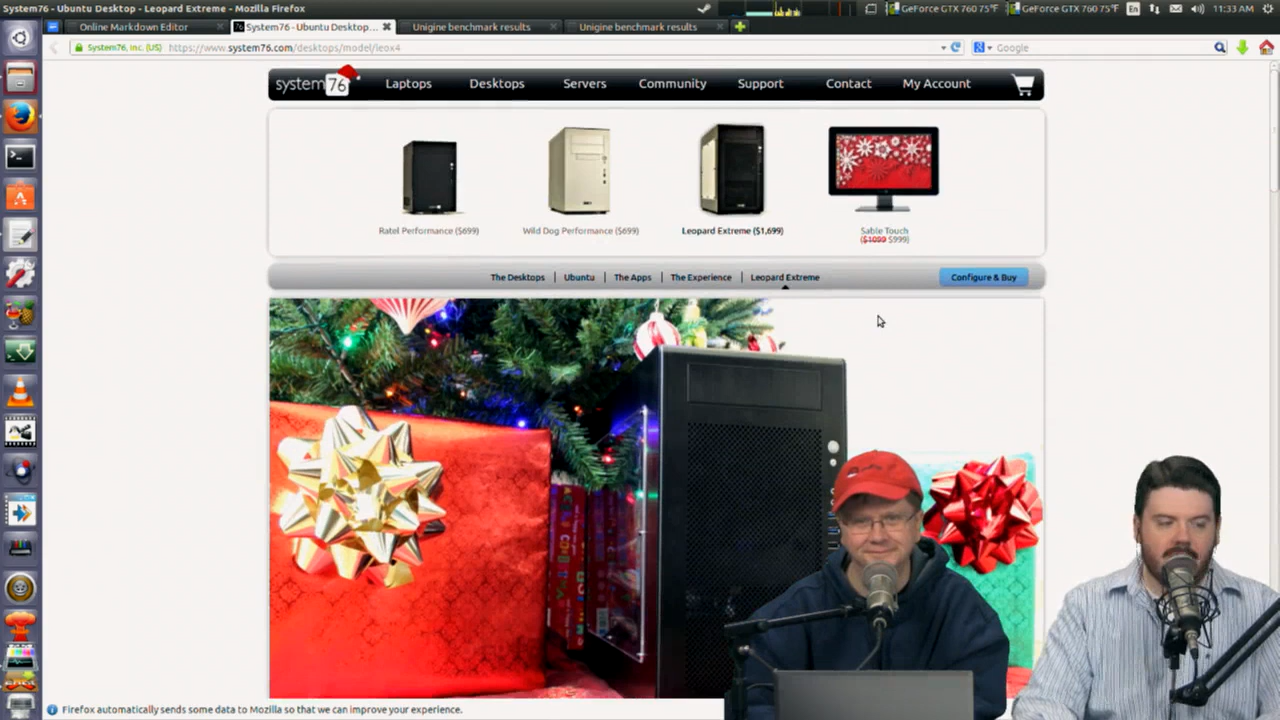 System76 - Ubuntu Desktop - Leopard Extreme - Mozilla Firefox
GeForce GTX 760 75°F
GeForce GTX 760 75°F
En
11:33 AM
Online Markdown Editor
System76 - Ubuntu Desktop...
Unigine benchmark results
Unigine benchmark results
System76, Inc. (US)
https://www.system76.com/desktops/model/leox4
Google
system76
Laptops
Desktops
Servers
Community
Support
Contact
My Account
Ratel Performance ($699)
Wild Dog Performance ($699)
Leopard Extreme ($1,699)
Sable Touch
($1099 $999)
The Desktops
Ubuntu
The Apps
The Experience
Leopard Extreme
Configure & Buy
Firefox automatically sends some data to Mozilla so that we can improve your experience.